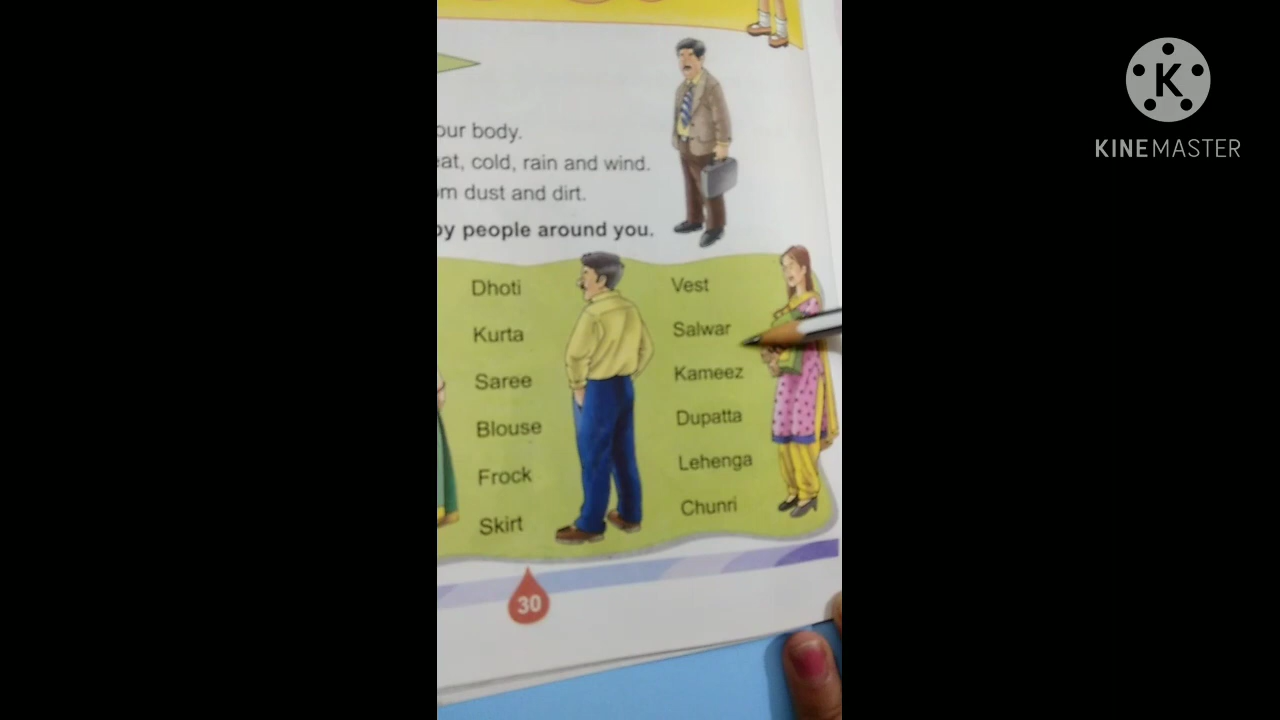 our body.
eat, cold, rain and wind.
om dust and dirt.
by people around you.
Dhoti
Kurta
Saree
Blouse
Frock
Skirt
Vest
Salwar
Kameez
Dupatta
Lehenga
Chunri
30
K
KINEMASTER